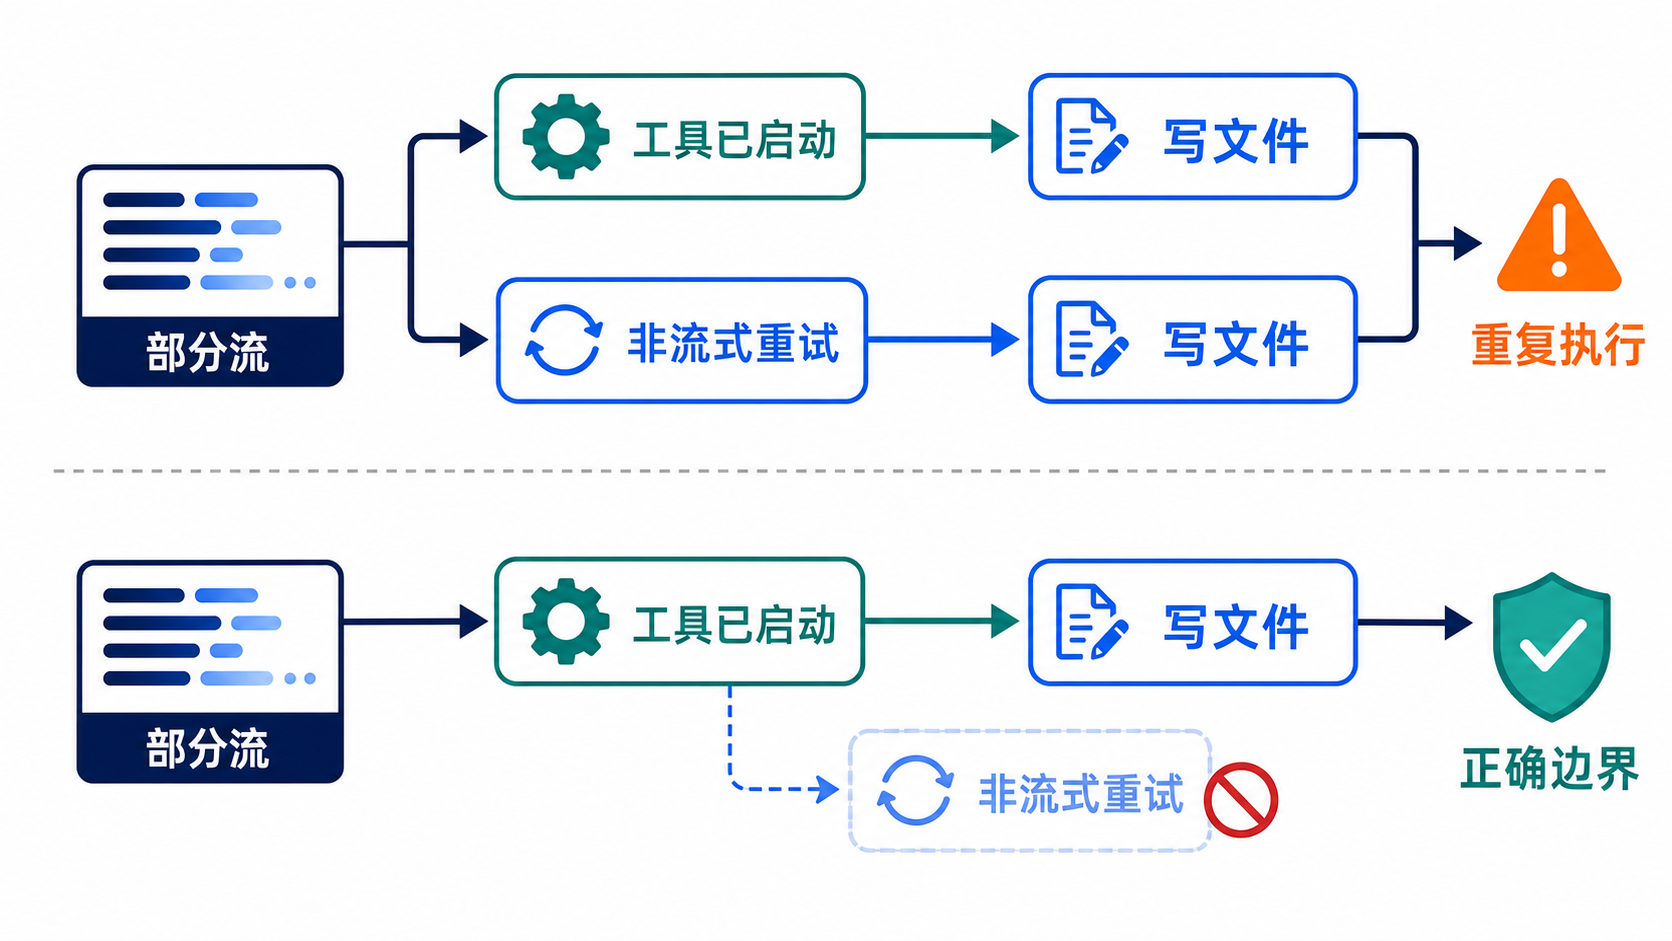 工具已启动
写文件
部分流
非流式重试
写文件
重复执行
工具已启动
写文件
部分流
非流式重试
正确边界